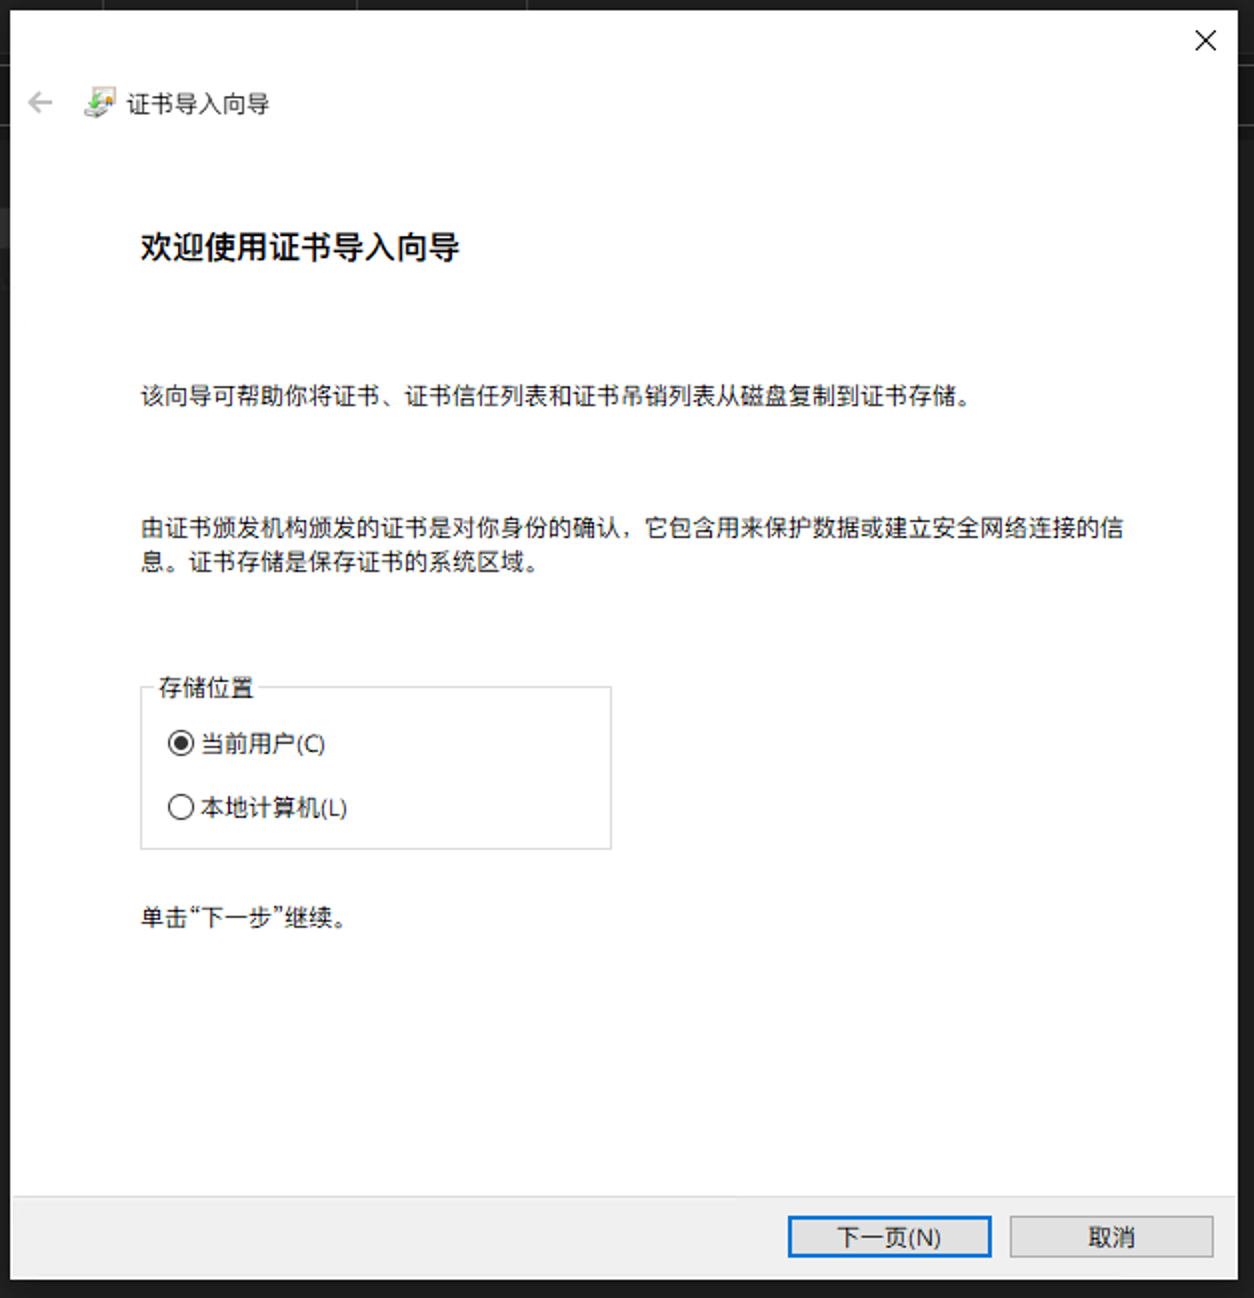 证书导入向导
欢迎使用证书导入向导
该向导可帮助你将证书、证书信任列表和证书吊销列表从磁盘复制到证书存储。
由证书颁发机构颁发的证书是对你身份的确认，它包含用来保护数据或建立安全网络连接的信
息。证书存储是保存证书的系统区域。
存储位置
当前用户(C)
本地计算机(L)
单击“下一步”继续。
下一页(N)
取消